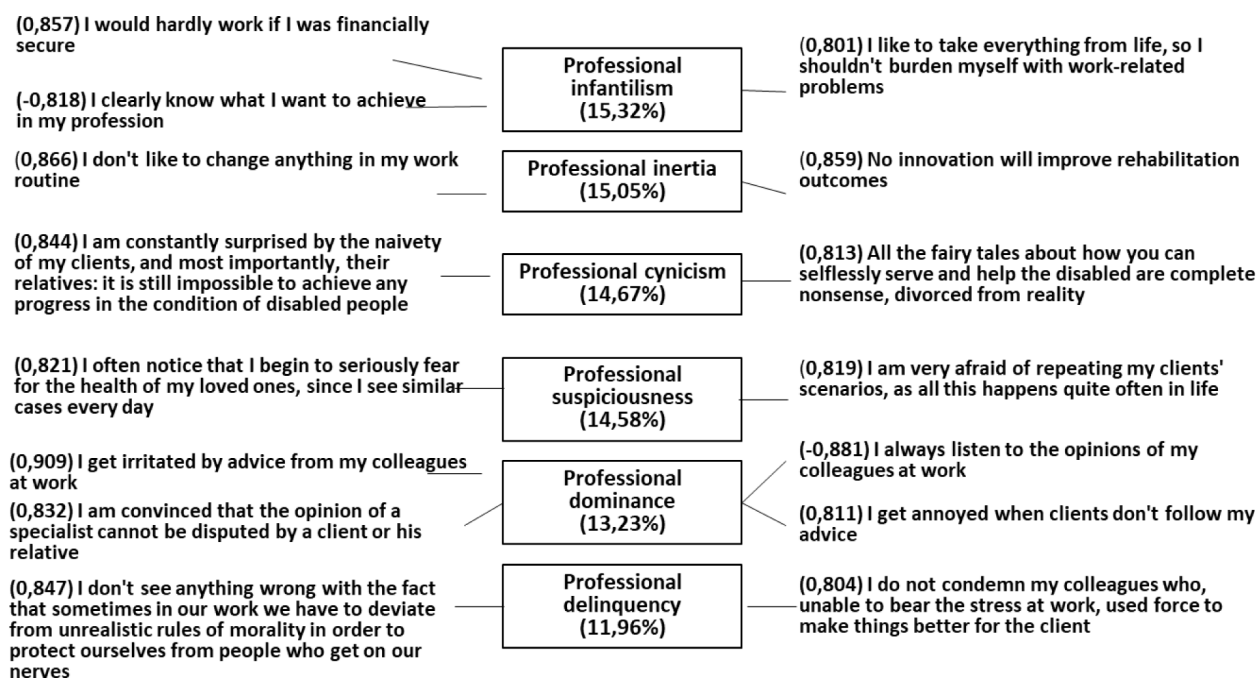 (0,857) I would hardly work if I was financially
secure
(-0,818) I clearly know what I want to achieve
in my profession
Professional
infantilism
(15,32%)
(0,801) I like to take everything from life, so I
shouldn't burden myself with work-related
problems
(0,866) I don't like to change anything in my work
routine
Professional inertia
(15,05%)
(0,859) No innovation will improve rehabilitation
outcomes
(0,844) I am constantly surprised by the naivety
of my clients, and most importantly, their
relatives: it is still impossible to achieve any
progress in the condition of disabled people
Professional cynicism
(14,67%)
(0,813) All the fairy tales about how you can
selflessly serve and help the disabled are complete
nonsense, divorced from reality
(0,821) I often notice that I begin to seriously fear
for the health of my loved ones, since I see similar
cases every day
Professional
suspiciousness
(14,58%)
(0,819) I am very afraid of repeating my clients'
scenarios, as all this happens quite often in life
(0,909) I get irritated by advice from my colleagues
at work
(0,832) I am convinced that the opinion of a
specialist cannot be disputed by a client or his
relative
Professional
dominance
(13,23%)
(-0,881) I always listen to the opinions of my
colleagues at work
(0,811) I get annoyed when clients don't follow my
advice
(0,847) I don't see anything wrong with the fact
that sometimes in our work we have to deviate
from unrealistic rules of morality in order to
protect ourselves from people who get on our
nerves
Professional
delinquency
(11,96%)
(0,804) I do not condemn my colleagues who,
unable to bear the stress at work, used force to
make things better for the client